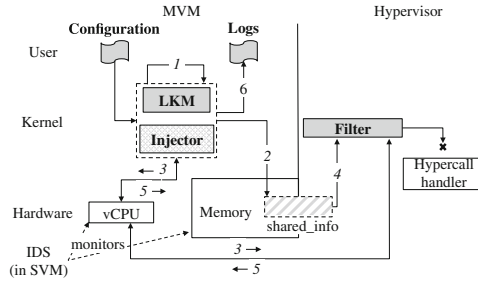 MVM
Hypervisor
Configuration
Logs
User
1
6
LKM
Kernel
Injector
Filter
2
3
4
5
Hypercall
handler
Hardware
vCPU
Memory
shared_info
IDS
(in SVM)
monitors
3
5